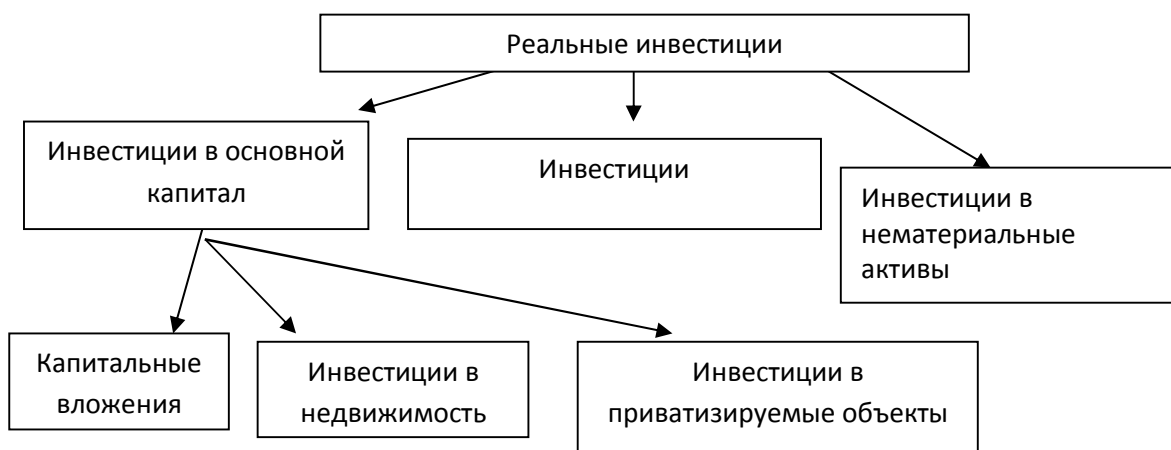 Реальные инвестиции
Инвестиции в основной
капитал
Инвестиции
Инвестиции в
нематериальные
активы
Капитальные
вложения
Инвестиции в
недвижимость
Инвестиции в
приватизируемые объекты